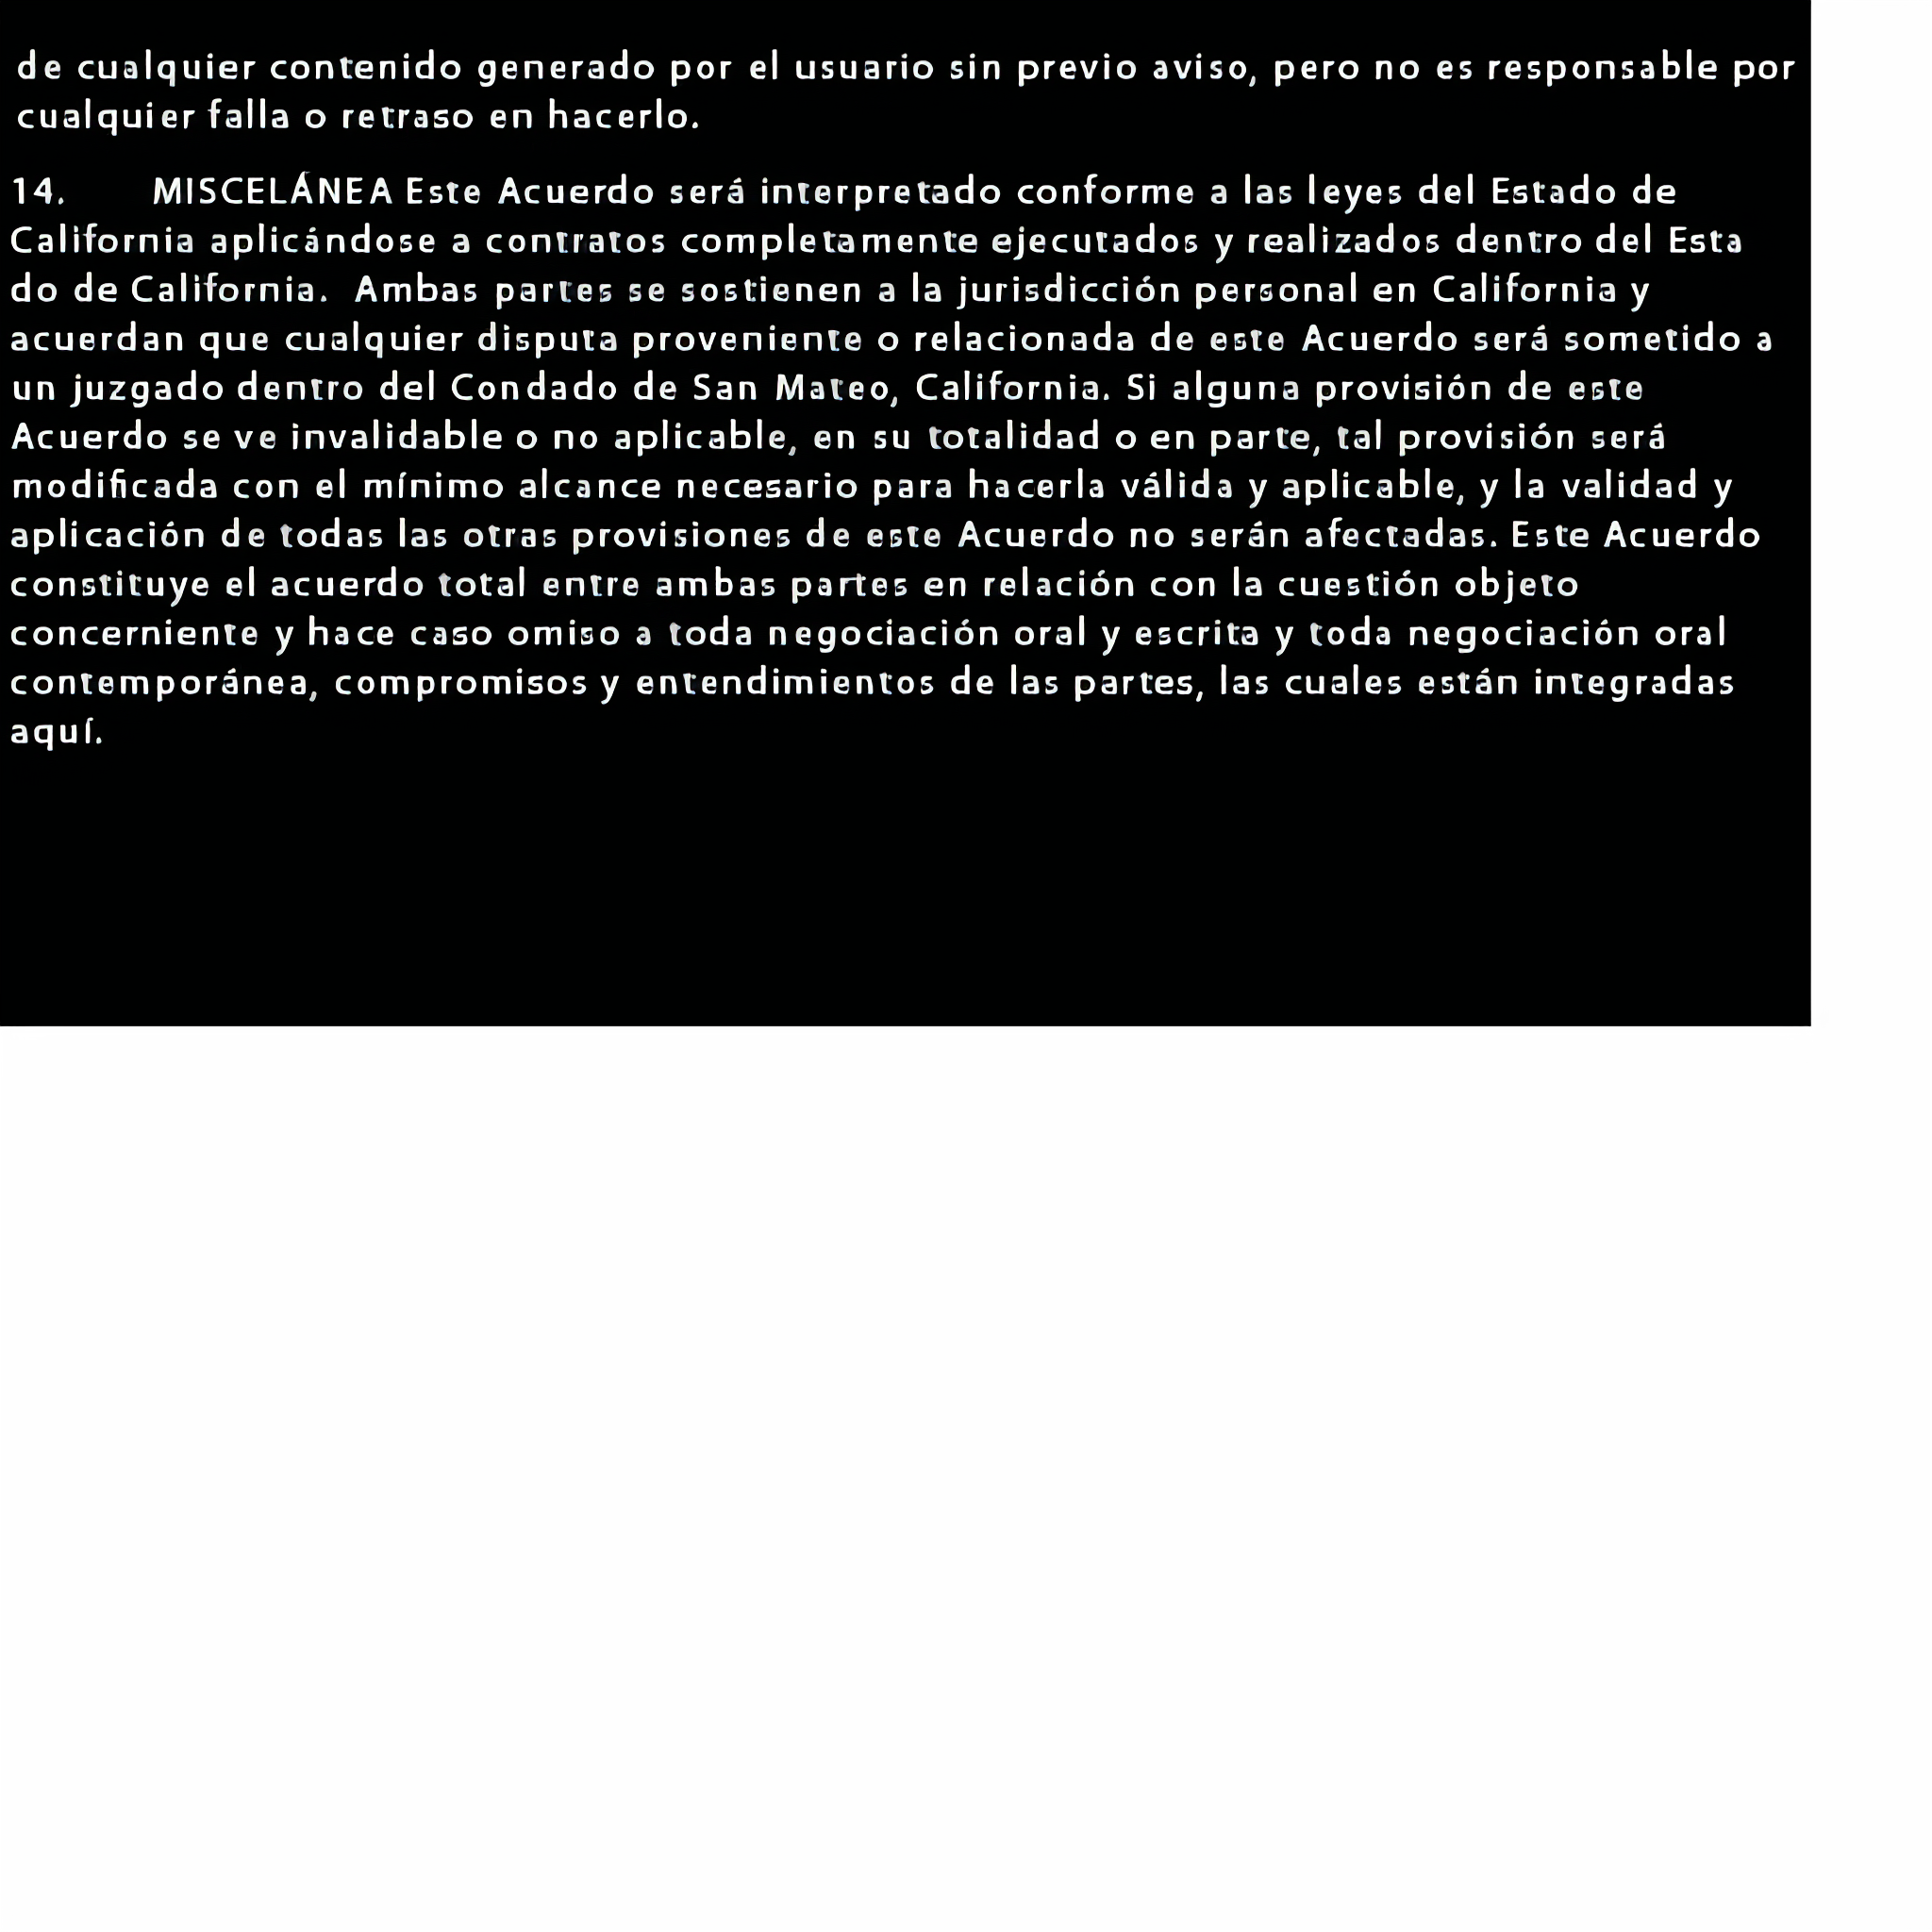 de cualquier contenido generado por el usuario sin previo aviso, pero no es responsable por
cualquier falla o retraso en hacerlo.
14. MISCELÁNEA Este Acuerdo será interpretado conforme a las leyes del Estado de
California aplicándose a contratos completamente ejecutados y realizados dentro del Esta
do de California. Ambas partes se sostienen a la jurisdicción personal en California y
acuerdan que cualquier disputa proveniente o relacionada de este Acuerdo será sometido a
un juzgado dentro del Condado de San Mateo, California. Si alguna provisión de este
Acuerdo se ve invalidable o no aplicable, en su totalidad o en parte, tal provisión será
modificada con el mínimo alcance necesario para hacerla válida y aplicable, y la validad y
aplicación de todas las otras provisiones de este Acuerdo no serán afectadas. Este Acuerdo
constituye el acuerdo total entre ambas partes en relación con la cuestión objeto
concerniente y hace caso omiso a toda negociación oral y escrita y toda negociación oral
contemporánea, compromisos y entendimientos de las partes, las cuales están integradas
aquí.